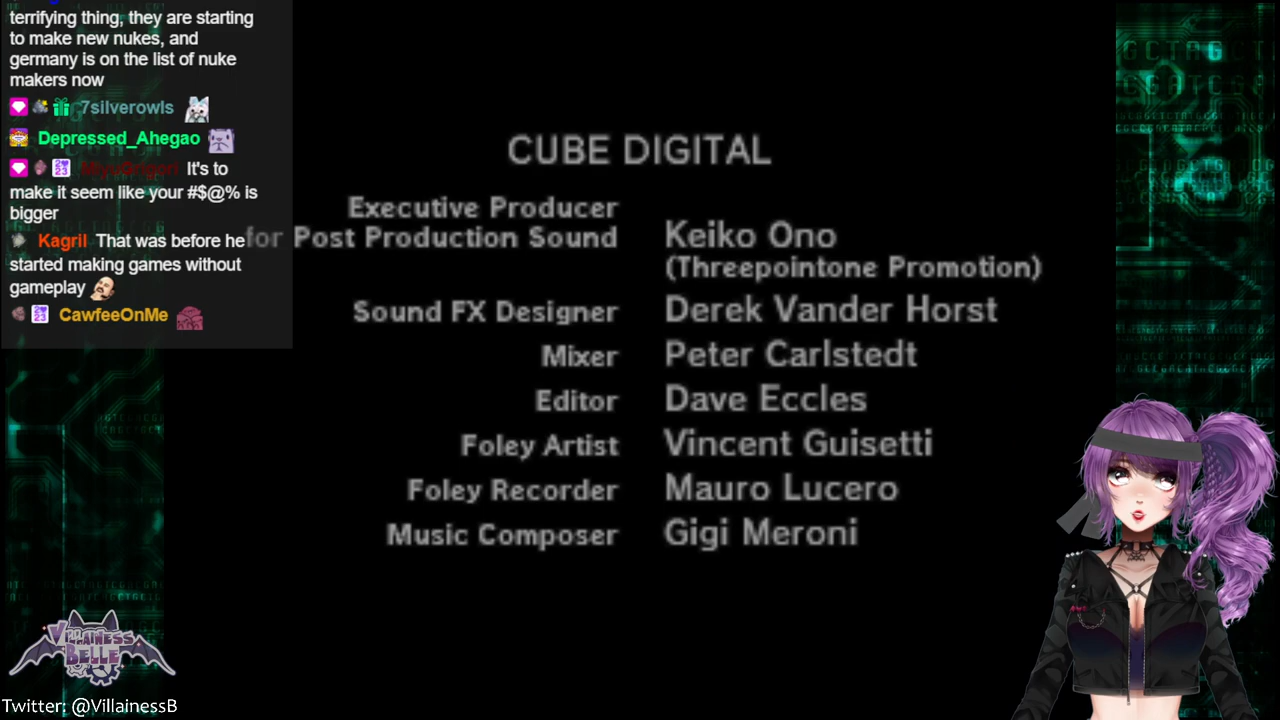 terrifying thing, they are starting
to make new nukes, and
germany is on the list of nuke
makers now
7silverowls
Depressed_Ahegao
MiyuGrigori It's to
make it seem like your #$@% is
bigger
Kagril That was before he
started making games without
gameplay
CawfeeOnMe
CUBE DIGITAL
Executive Producer
for Post Production Sound Keiko Ono
(Threepointone Promotion)
Sound FX Designer Derek Vander Horst
Mixer Peter Carlstedt
Editor Dave Eccles
Foley Artist Vincent Guisetti
Foley Recorder Mauro Lucero
Music Composer Gigi Meroni
VILLAINESS
BELLE
Twitter: @VillainessB